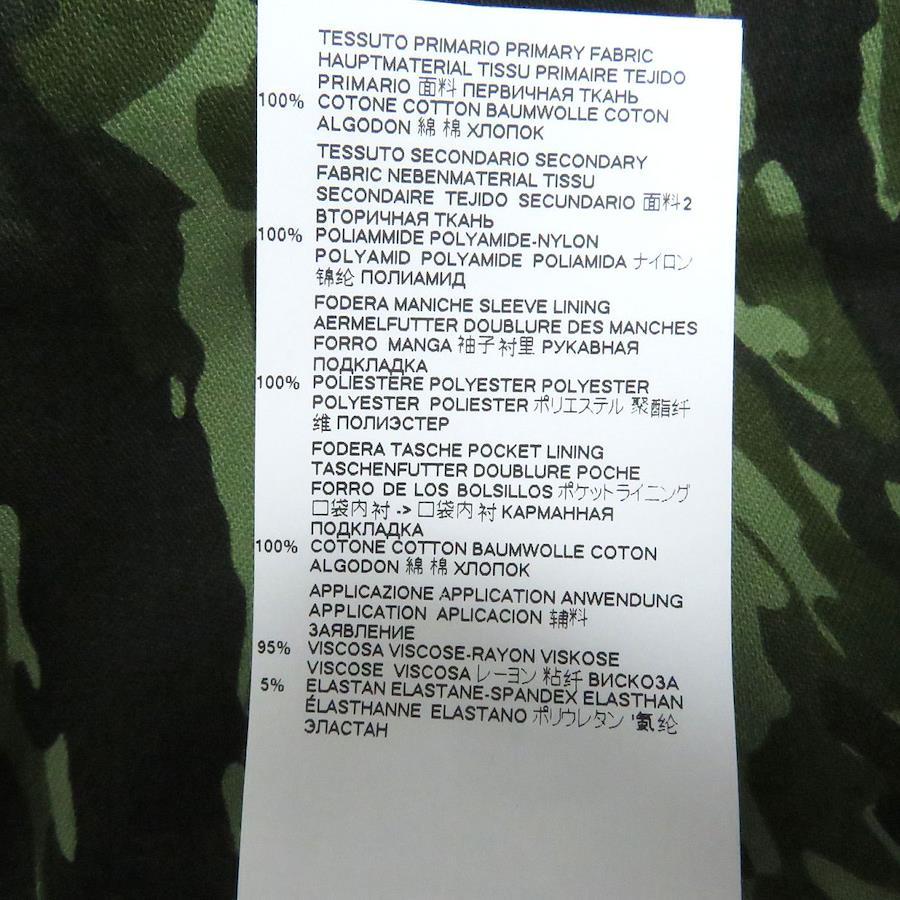 TESSUTO PRIMARIO PRIMARY FABRIC
HAUPTMATERIAL TISSU PRIMAIRE TEJIDO
PRIMARIO 面料 ПЕРВИЧНАЯ ТКАНЬ
100% COTONE COTTON BAUMWOLLE COTON
ALGODON 綿 棉 ХЛОПОК
TESSUTO SECONDARIO SECONDARY
FABRIC NEBENMATERIAL TISSU
SECONDAIRE TEJIDO SECUNDARIO 面料2
ВТОРИЧНАЯ ТКАНЬ
100% POLIAMMIDE POLYAMIDE-NYLON
POLYAMID POLYAMIDE POLIAMIDA ナイロン
锦纶 ПОЛИАМИД
FODERA MANICHE SLEEVE LINING
AERMELFUTTER DOUBLURE DES MANCHES
FORRO MANGA 袖子衬里 РУКАВНАЯ
ПОДКЛАДКА
100% POLIESTERE POLYESTER POLYESTER
POLYESTER POLIESTER ポリエステル 聚酯纤
维 ПОЛИЭСТЕР
FODERA TASCHE POCKET LINING
TASCHENFUTTER DOUBLURE POCHE
FORRO DE LOS BOLSILLOS ポケットライニング
口袋内衬 -> 口袋内衬 КАРМАННАЯ
ПОДКЛАДКА
100% COTONE COTTON BAUMWOLLE COTON
ALGODON 綿 棉 ХЛОПОК
APPLICAZIONE APPLICATION ANWENDUNG
APPLICATION APLICACION 辅料
ЗАЯВЛЕНИЕ
95% VISCOSA VISCOSE-RAYON VISKOSE
VISCOSE VISCOSA レーヨン 粘纤 ВИСКОЗА
5% ELASTAN ELASTANE-SPANDEX ELASTHAN
ÉLASTHANNE ELASTANO ポリウレタン '氨纶
ЭЛАСТАН